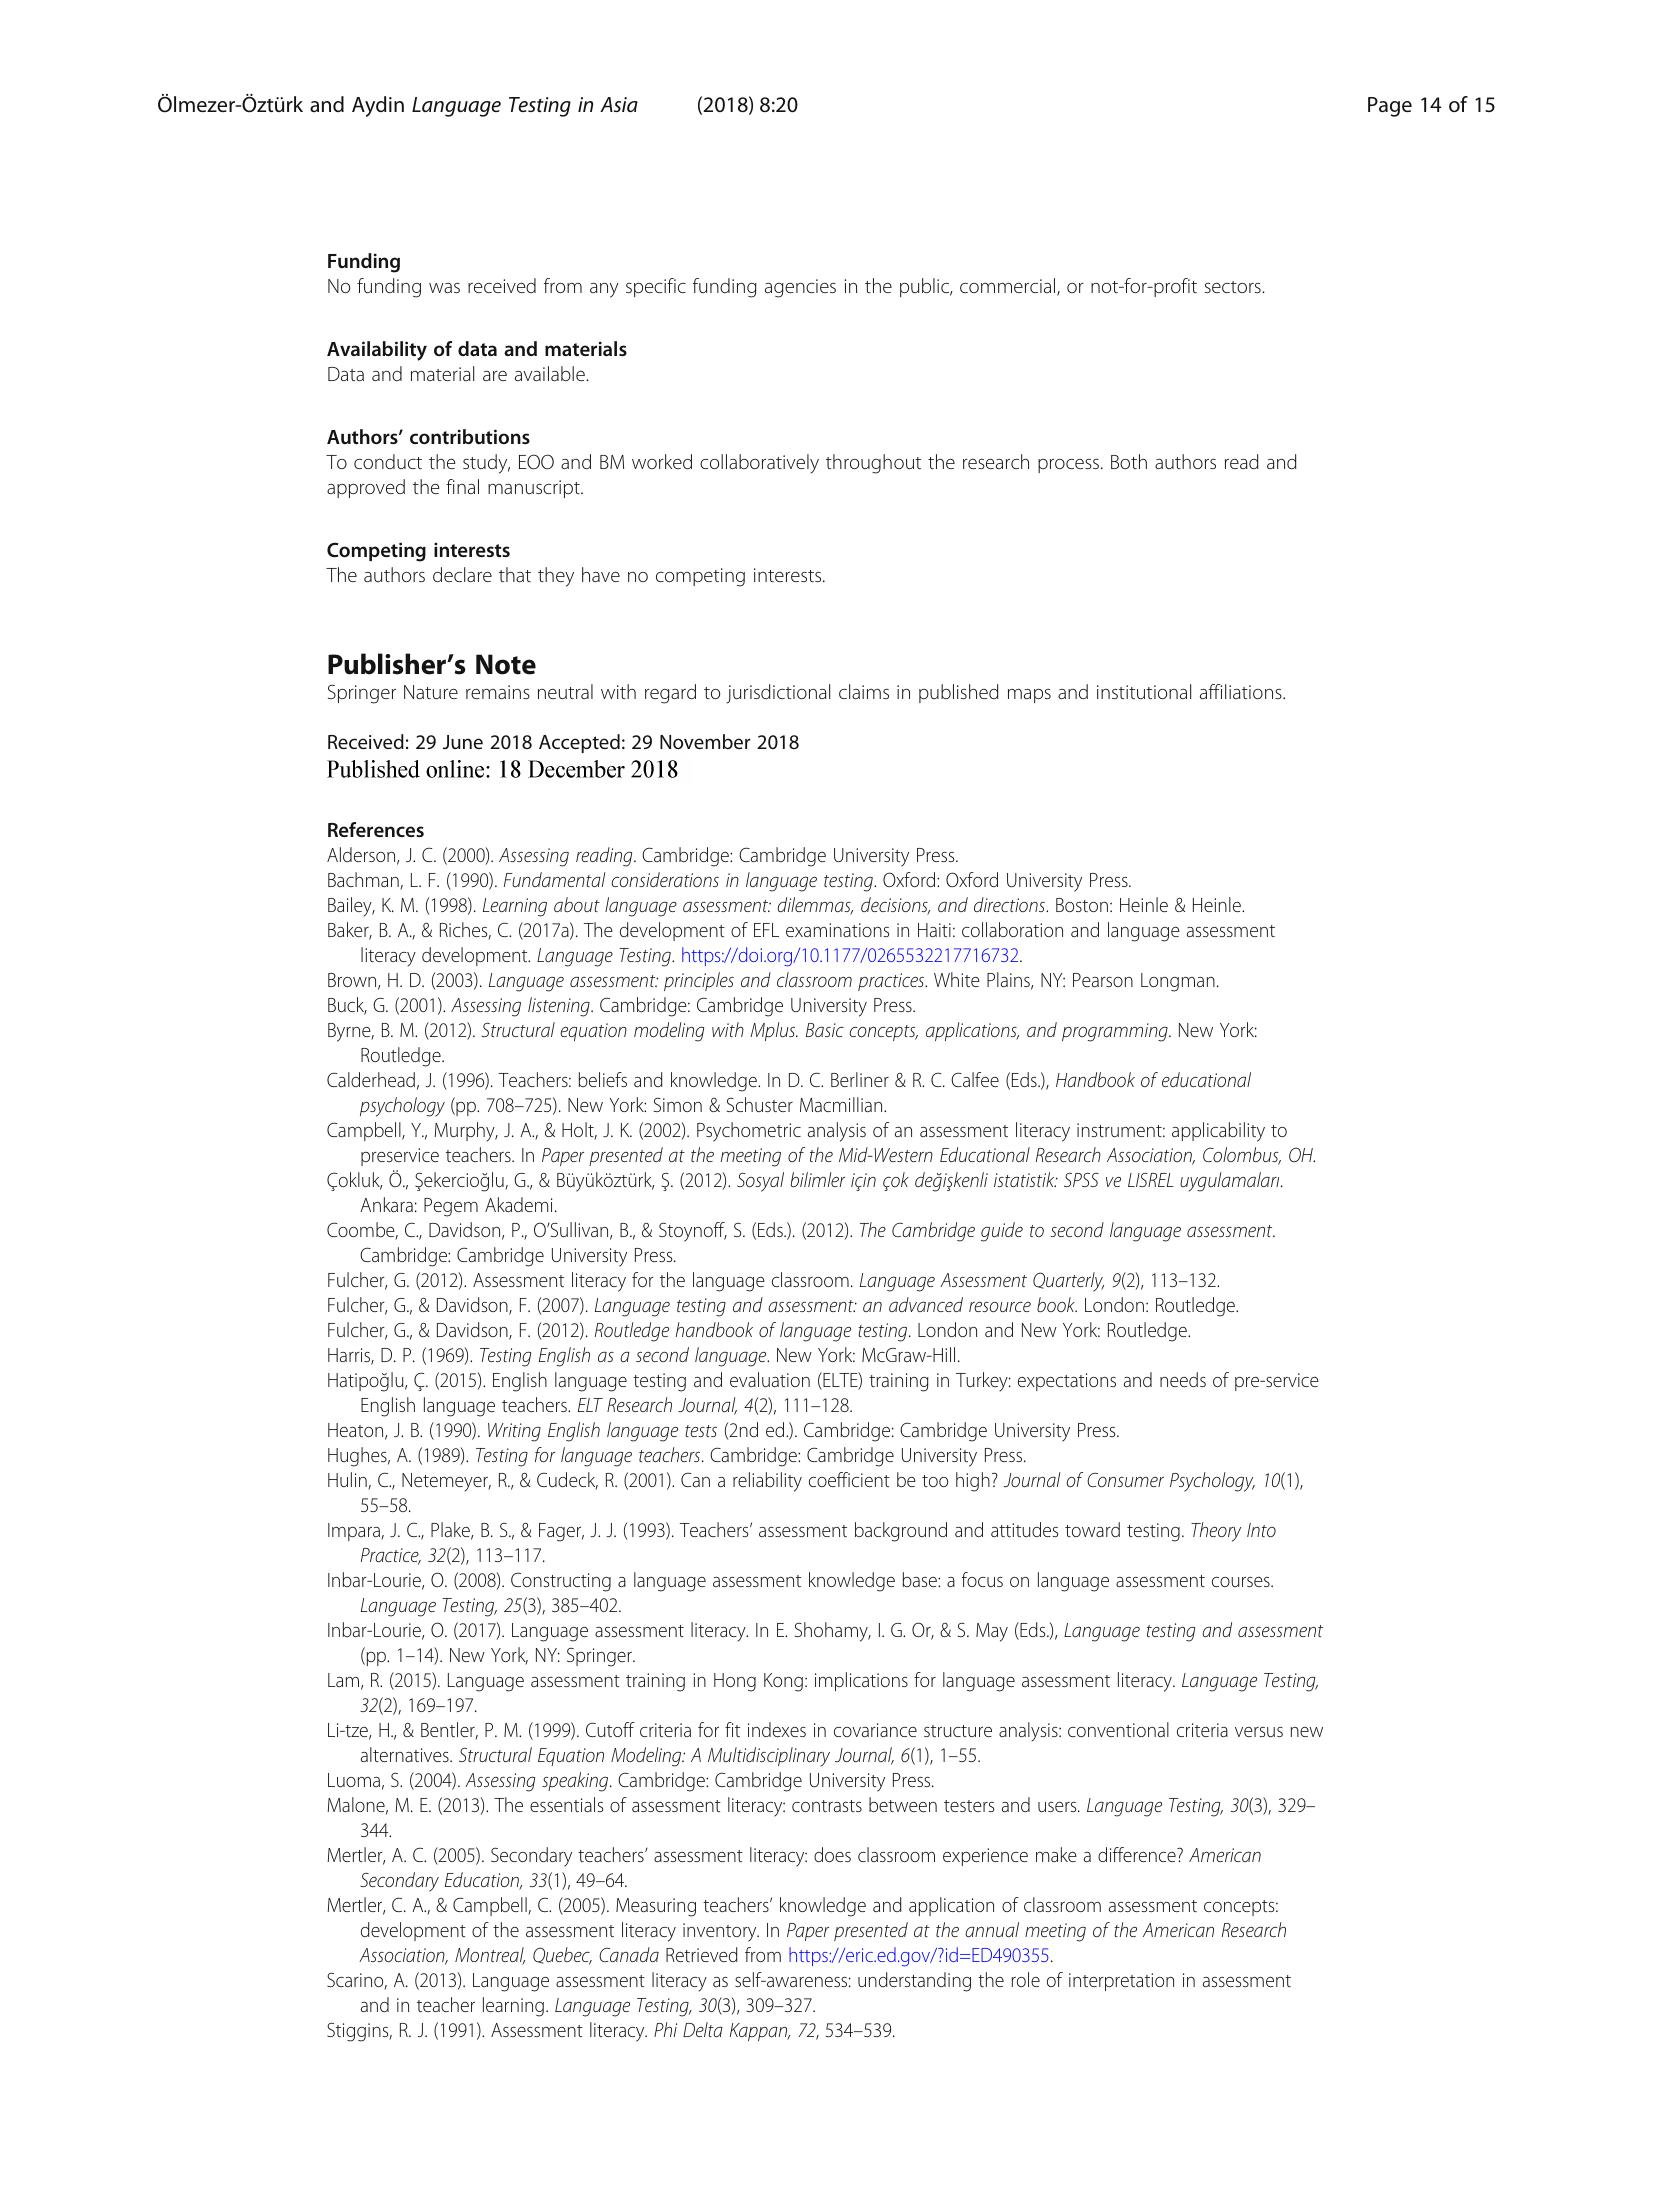 Ölmezer-Öztürk and Aydin Language Testing in Asia (2018) 8:20 Page 14 of 15
Funding
No funding was received from any specific funding agencies in the public, commercial, or not-for-profit sectors.
Availability of data and materials
Data and material are available.
Authors’ contributions
To conduct the study, EOO and BM worked collaboratively throughout the research process. Both authors read and
approved the final manuscript.
Competing interests
The authors declare that they have no competing interests.
Publisher’s Note
Springer Nature remains neutral with regard to jurisdictional claims in published maps and institutional affiliations.
Received: 29 June 2018 Accepted: 29 November 2018
Published online: 18 December 2018
References
Alderson, J. C. (2000). Assessing reading. Cambridge: Cambridge University Press.
Bachman, L. F. (1990). Fundamental considerations in language testing. Oxford: Oxford University Press.
Bailey, K. M. (1998). Learning about language assessment: dilemmas, decisions, and directions. Boston: Heinle & Heinle.
Baker, B. A., & Riches, C. (2017a). The development of EFL examinations in Haiti: collaboration and language assessment
literacy development. Language Testing. https://doi.org/10.1177/0265532217716732.
Brown, H. D. (2003). Language assessment: principles and classroom practices. White Plains, NY: Pearson Longman.
Buck, G. (2001). Assessing listening. Cambridge: Cambridge University Press.
Byrne, B. M. (2012). Structural equation modeling with Mplus. Basic concepts, applications, and programming. New York:
Routledge.
Calderhead, J. (1996). Teachers: beliefs and knowledge. In D. C. Berliner & R. C. Calfee (Eds.), Handbook of educational
psychology (pp. 708–725). New York: Simon & Schuster Macmillian.
Campbell, Y., Murphy, J. A., & Holt, J. K. (2002). Psychometric analysis of an assessment literacy instrument: applicability to
preservice teachers. In Paper presented at the meeting of the Mid-Western Educational Research Association, Colombus, OH.
Çokluk, Ö., Şekercioğlu, G., & Büyüköztürk, Ş. (2012). Sosyal bilimler için çok değişkenli istatistik: SPSS ve LISREL uygulamaları.
Ankara: Pegem Akademi.
Coombe, C., Davidson, P., O’Sullivan, B., & Stoynoff, S. (Eds.). (2012). The Cambridge guide to second language assessment.
Cambridge: Cambridge University Press.
Fulcher, G. (2012). Assessment literacy for the language classroom. Language Assessment Quarterly, 9(2), 113–132.
Fulcher, G., & Davidson, F. (2007). Language testing and assessment: an advanced resource book. London: Routledge.
Fulcher, G., & Davidson, F. (2012). Routledge handbook of language testing. London and New York: Routledge.
Harris, D. P. (1969). Testing English as a second language. New York: McGraw-Hill.
Hatipoğlu, Ç. (2015). English language testing and evaluation (ELTE) training in Turkey: expectations and needs of pre-service
English language teachers. ELT Research Journal, 4(2), 111–128.
Heaton, J. B. (1990). Writing English language tests (2nd ed.). Cambridge: Cambridge University Press.
Hughes, A. (1989). Testing for language teachers. Cambridge: Cambridge University Press.
Hulin, C., Netemeyer, R., & Cudeck, R. (2001). Can a reliability coefficient be too high? Journal of Consumer Psychology, 10(1),
55–58.
Impara, J. C., Plake, B. S., & Fager, J. J. (1993). Teachers’ assessment background and attitudes toward testing. Theory Into
Practice, 32(2), 113–117.
Inbar-Lourie, O. (2008). Constructing a language assessment knowledge base: a focus on language assessment courses.
Language Testing, 25(3), 385–402.
Inbar-Lourie, O. (2017). Language assessment literacy. In E. Shohamy, I. G. Or, & S. May (Eds.), Language testing and assessment
(pp. 1–14). New York, NY: Springer.
Lam, R. (2015). Language assessment training in Hong Kong: implications for language assessment literacy. Language Testing,
32(2), 169–197.
Li-tze, H., & Bentler, P. M. (1999). Cutoff criteria for fit indexes in covariance structure analysis: conventional criteria versus new
alternatives. Structural Equation Modeling: A Multidisciplinary Journal, 6(1), 1–55.
Luoma, S. (2004). Assessing speaking. Cambridge: Cambridge University Press.
Malone, M. E. (2013). The essentials of assessment literacy: contrasts between testers and users. Language Testing, 30(3), 329–
344.
Mertler, A. C. (2005). Secondary teachers’ assessment literacy: does classroom experience make a difference? American
Secondary Education, 33(1), 49–64.
Mertler, C. A., & Campbell, C. (2005). Measuring teachers’ knowledge and application of classroom assessment concepts:
development of the assessment literacy inventory. In Paper presented at the annual meeting of the American Research
Association, Montreal, Quebec, Canada Retrieved from https://eric.ed.gov/?id=ED490355.
Scarino, A. (2013). Language assessment literacy as self-awareness: understanding the role of interpretation in assessment
and in teacher learning. Language Testing, 30(3), 309–327.
Stiggins, R. J. (1991). Assessment literacy. Phi Delta Kappan, 72, 534–539.